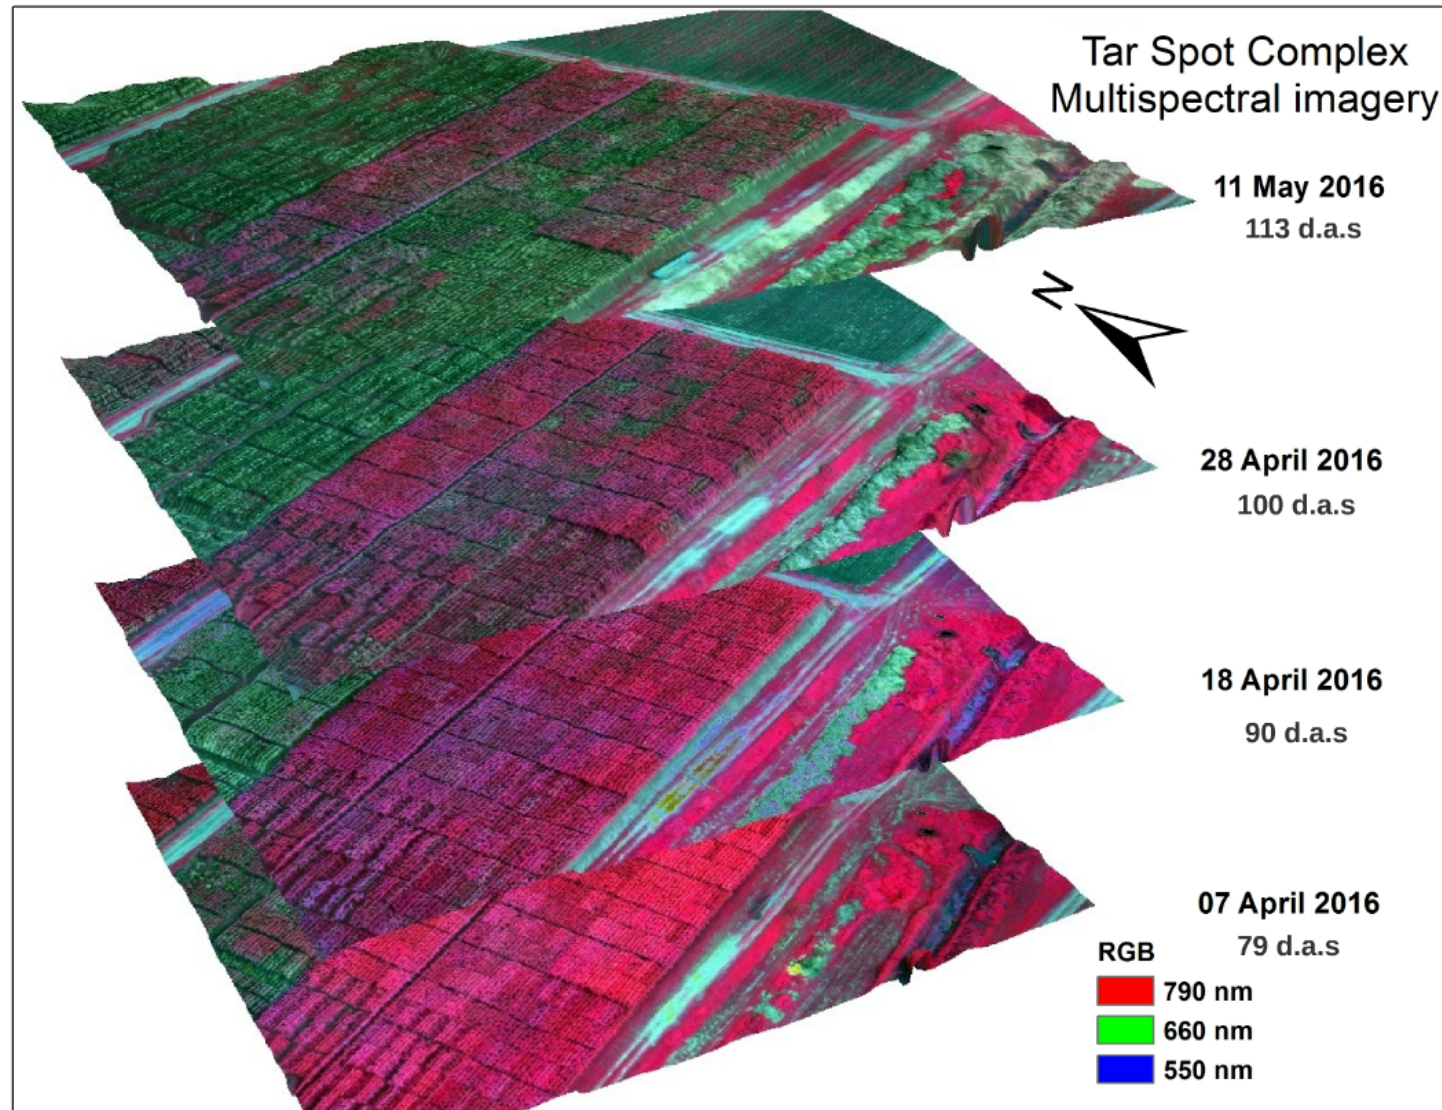 Tar Spot Complex
Multispectral imagery
11 May 2016
113 d.a.s
N
28 April 2016
100 d.a.s
18 April 2016
90 d.a.s
07 April 2016
79 d.a.s
RGB
790 nm
660 nm
550 nm